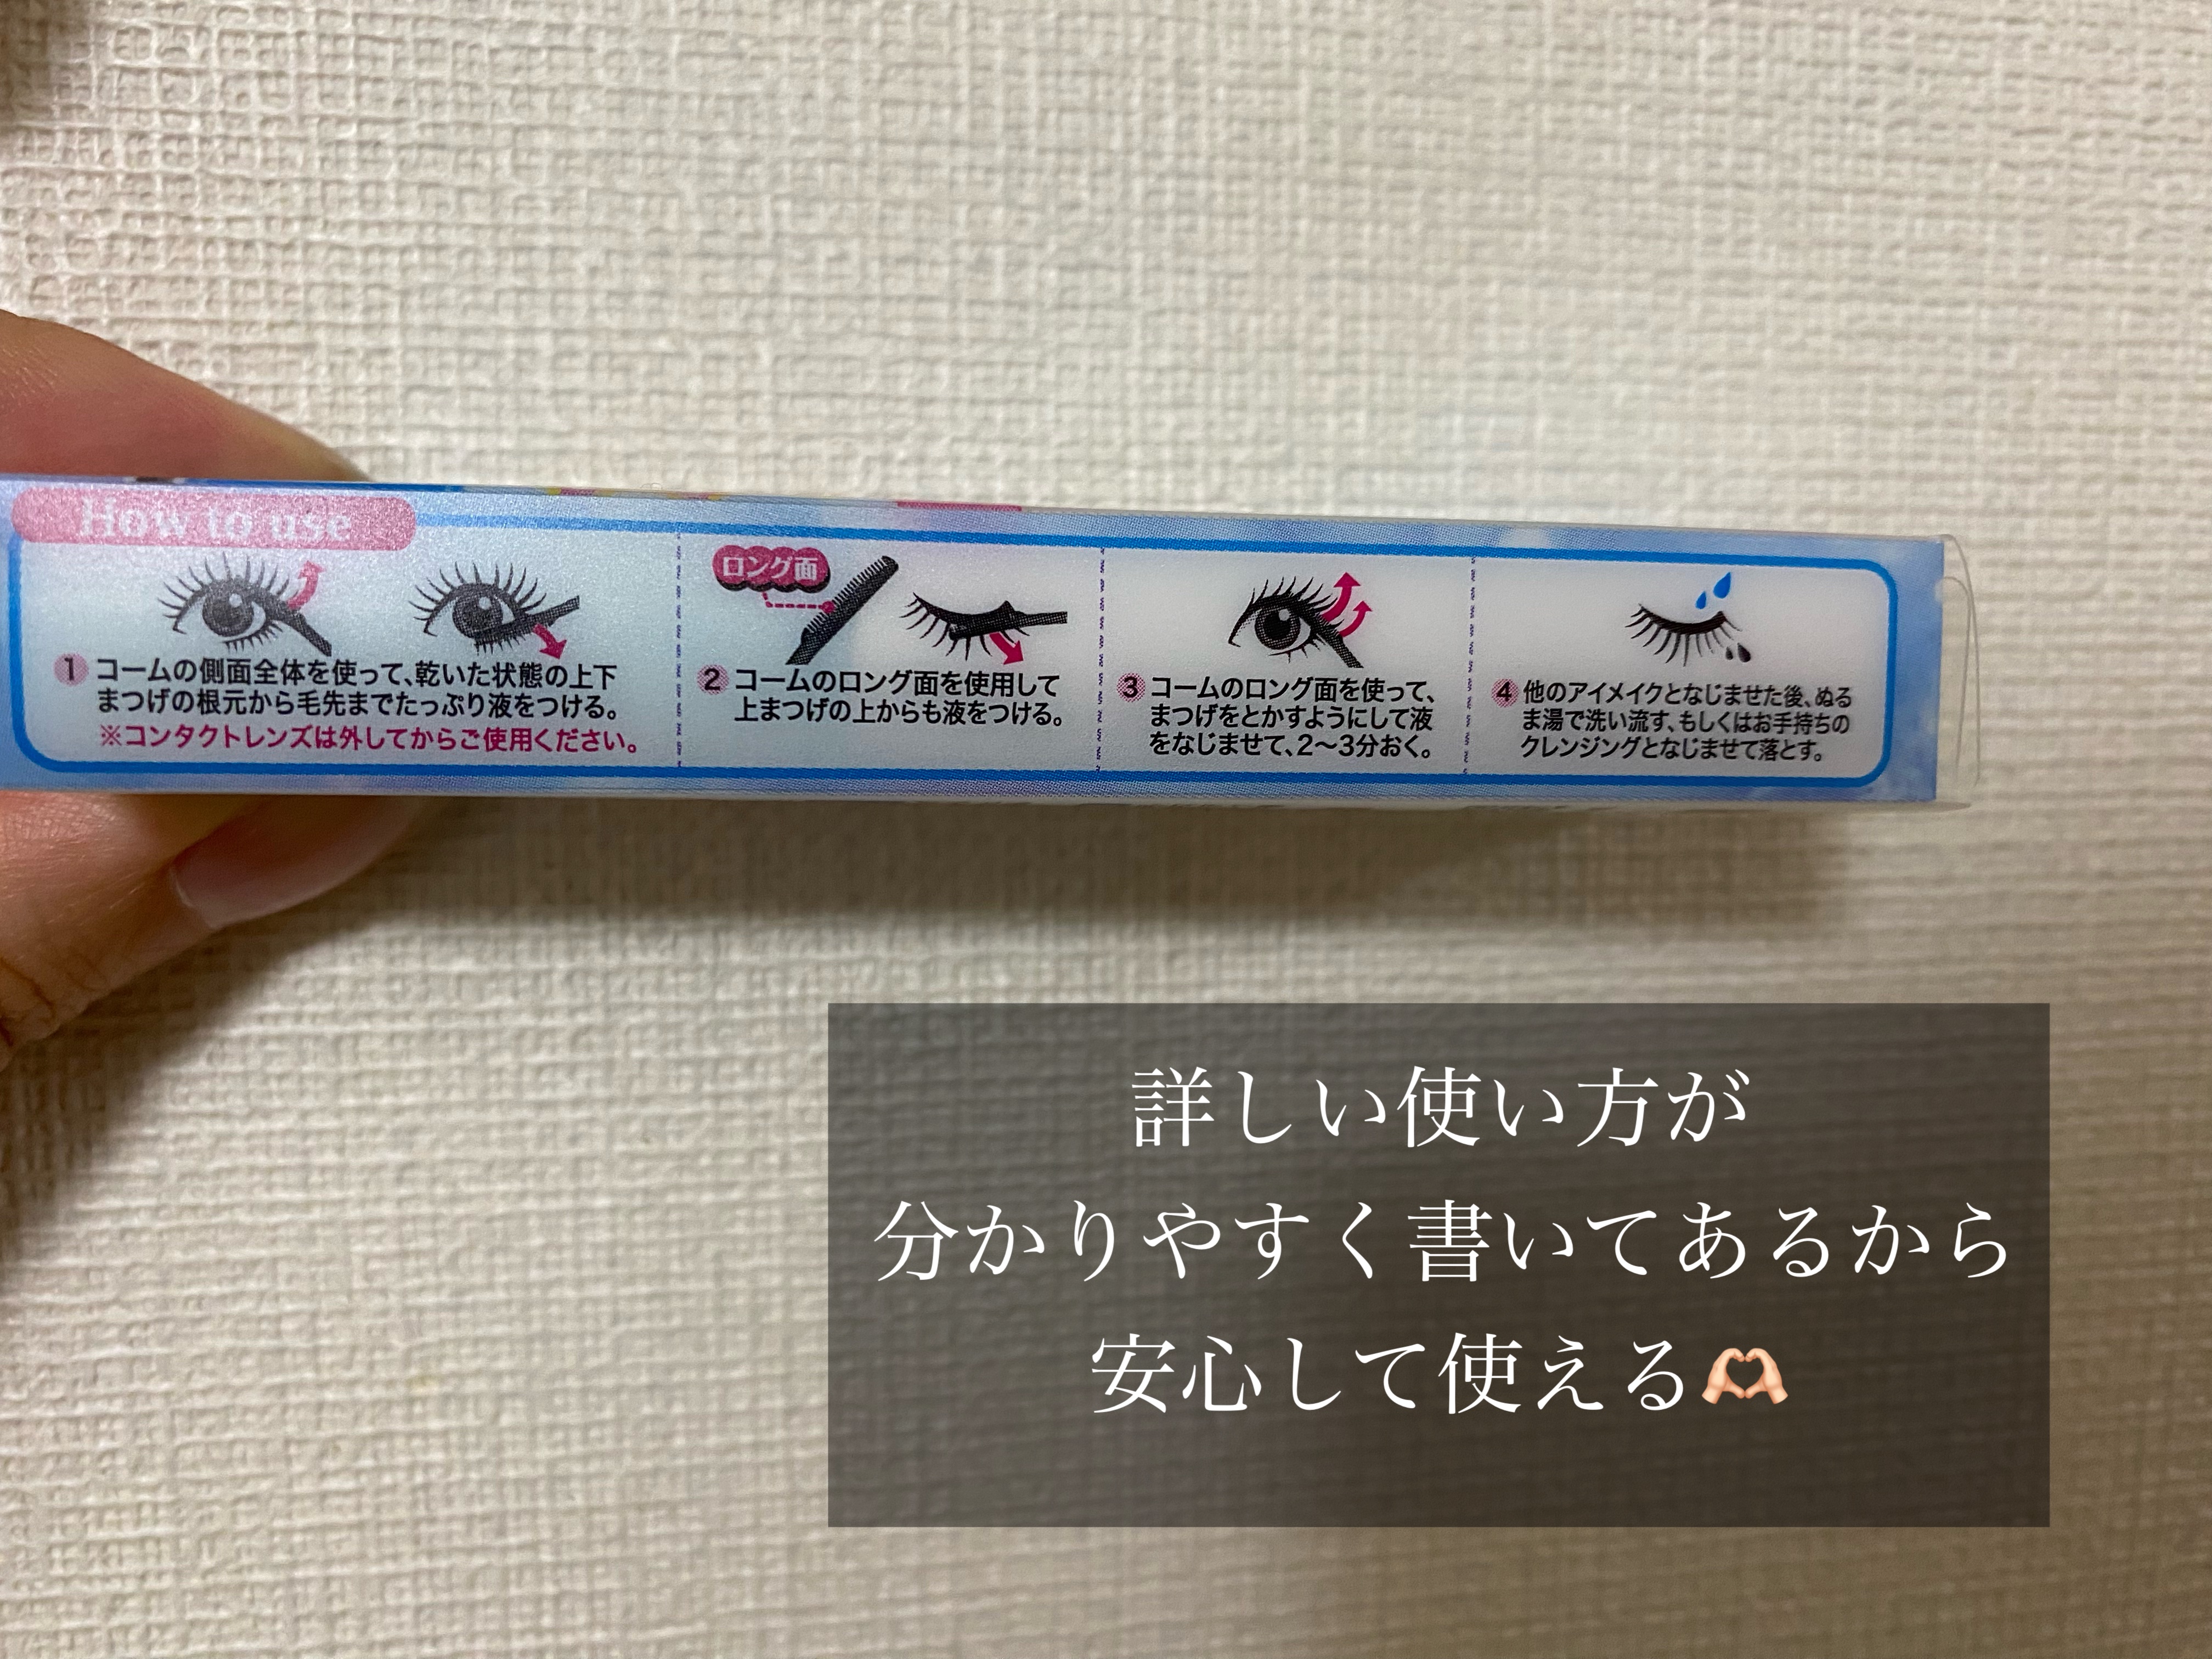 How to use
1 コームの側面全体を使って、乾いた状態の上下
まつげの根元から毛先までたっぷり液をつける。
※コンタクトレンズは外してからご使用ください。
ロング面
2 コームのロング面を使用して
上まつげの上からも液をつける。
3 コームのロング面を使って、
まつげをとかすようにして液
をなじませて、2〜3分おく。
4 他のアイメイクとなじませた後、ぬる
ま湯で洗い流す、もしくはお手持ちの
クレンジングとなじませて落とす。
詳しい使い方が
分かりやすく書いてあるから
安心して使える🫶🏻